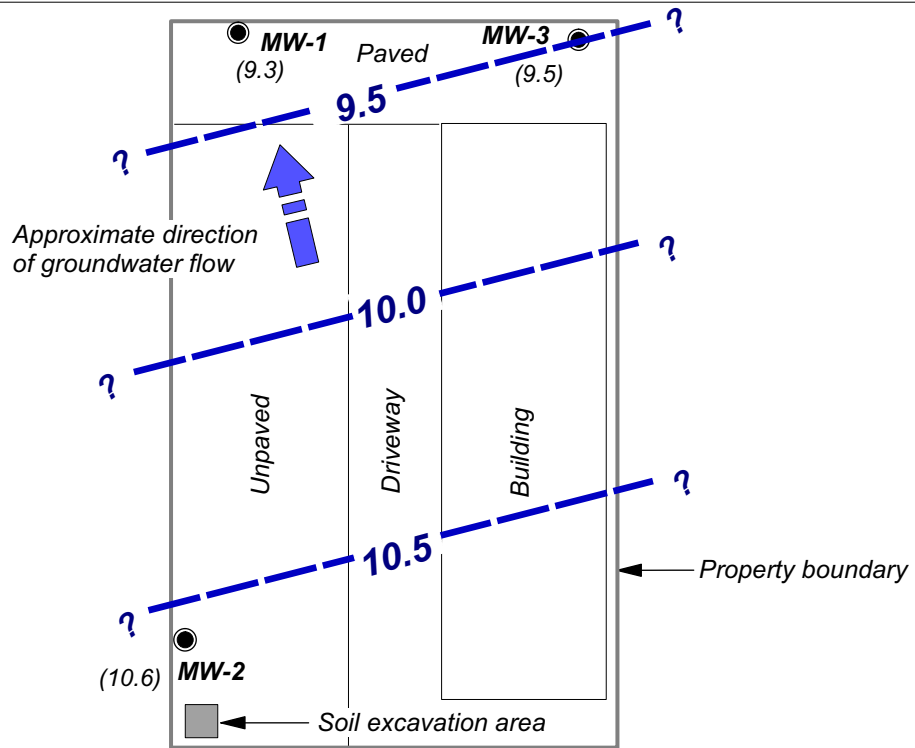 MW-1
(9.3)
Paved
MW-3
(9.5)
?
9.5
?
Approximate direction
of groundwater flow
?
10.0
?
Unpaved
Driveway
Building
?
10.5
?
Property boundary
MW-2
(10.6)
Soil excavation area